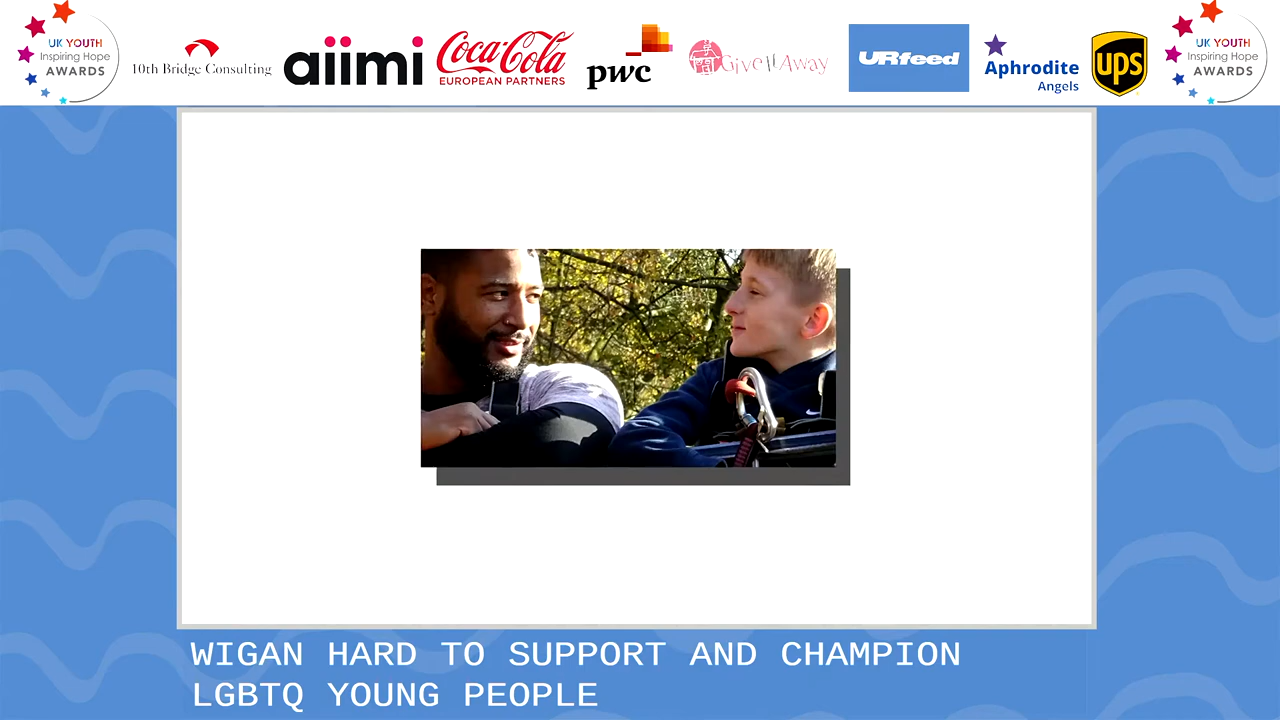 UK YOUTH
Inspiring Hope
AWARDS
10th Bridge Consulting
aiimi
Coca-Cola
EUROPEAN PARTNERS
pwc
Give it Away
URfeed
Aphrodite
Angels
ups
UK YOUTH
Inspiring Hope
AWARDS
WIGAN HARD TO SUPPORT AND CHAMPION
LGBTQ YOUNG PEOPLE